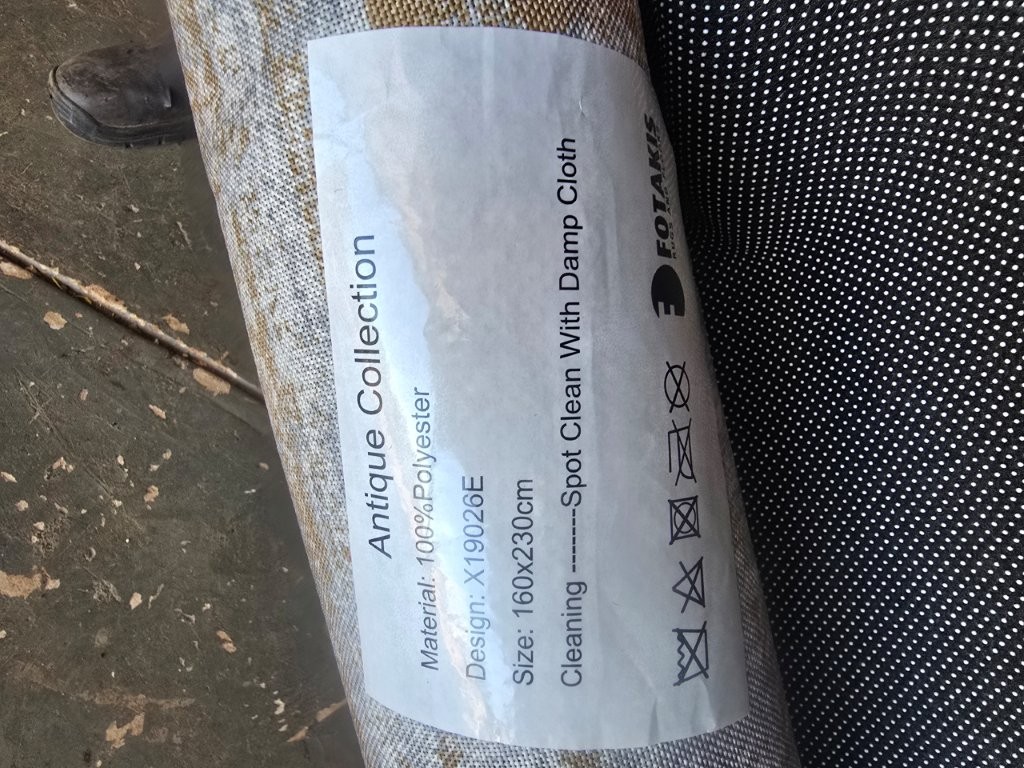 Antique Collection
Material: 100%Polyester
Design: X19026E
Size: 160x230cm
Cleaning --------Spot Clean With Damp Cloth
FOTAKIS